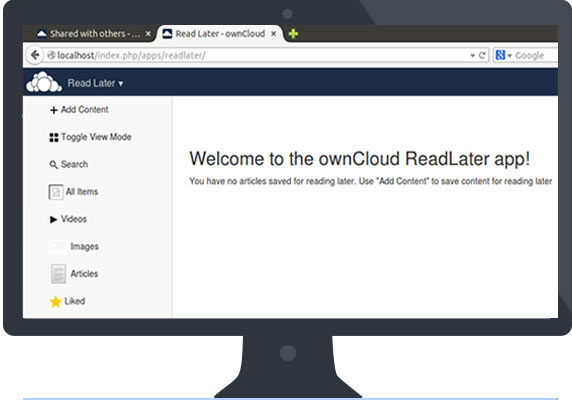 Shared with others - ... ×
Read Later - ownCloud ×
localhost/index.php/apps/readlater/
Google
Read Later ▾
Add Content
Toggle View Mode
Search
All Items
Videos
Images
Articles
Liked
Welcome to the ownCloud ReadLater app!
You have no articles saved for reading later. Use "Add Content" to save content for reading later